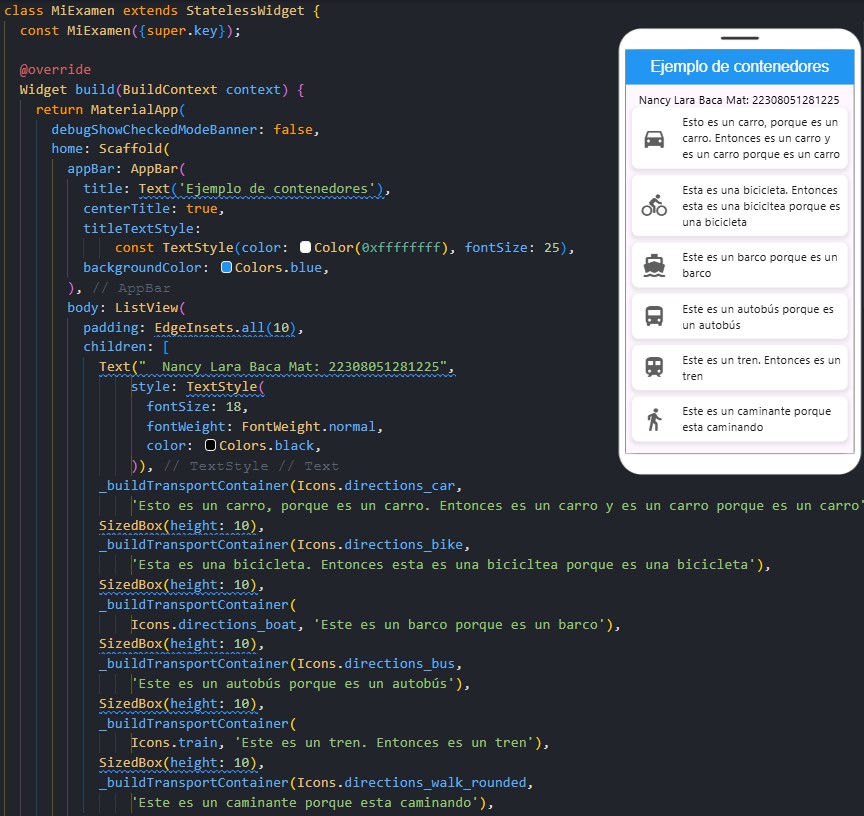 class MiExamen extends StatelessWidget {
const MiExamen({super.key});
@override
Widget build(BuildContext context) {
return MaterialApp(
debugShowCheckedModeBanner: false,
home: Scaffold(
appBar: AppBar(
title: Text('Ejemplo de contenedores'),
centerTitle: true,
titleTextStyle:
const TextStyle(color: Color(0xffffffff), fontSize: 25),
backgroundColor: Colors.blue,
), // AppBar
body: ListView(
padding: EdgeInsets.all(10),
children: [
Text("  Nancy Lara Baca Mat: 22308051281225",
style: TextStyle(
fontSize: 18,
fontWeight: FontWeight.normal,
color: Colors.black,
)), // TextStyle // Text
_buildTransportContainer(Icons.directions_car,
'Esto es un carro, porque es un carro. Entonces es un carro y es un carro porque es un carro'
SizedBox(height: 10),
_buildTransportContainer(Icons.directions_bike,
'Esta es una bicicleta. Entonces esta es una bicicltea porque es una bicicleta'),
SizedBox(height: 10),
_buildTransportContainer(
Icons.directions_boat, 'Este es un barco porque es un barco'),
SizedBox(height: 10),
_buildTransportContainer(Icons.directions_bus,
'Este es un autobús porque es un autobús'),
SizedBox(height: 10),
_buildTransportContainer(
Icons.train, 'Este es un tren. Entonces es un tren'),
SizedBox(height: 10),
_buildTransportContainer(Icons.directions_walk_rounded,
'Este es un caminante porque esta caminando'),
Ejemplo de contenedores
Nancy Lara Baca Mat: 22308051281225
Esto es un carro, porque es un
carro. Entonces es un carro y
es un carro porque es un carro
Esta es una bicicleta. Entonces
esta es una bicicltea porque es
una bicicleta
Este es un barco porque es un
barco
Este es un autobús porque es
un autobús
Este es un tren. Entonces es un
tren
Este es un caminante porque
esta caminando